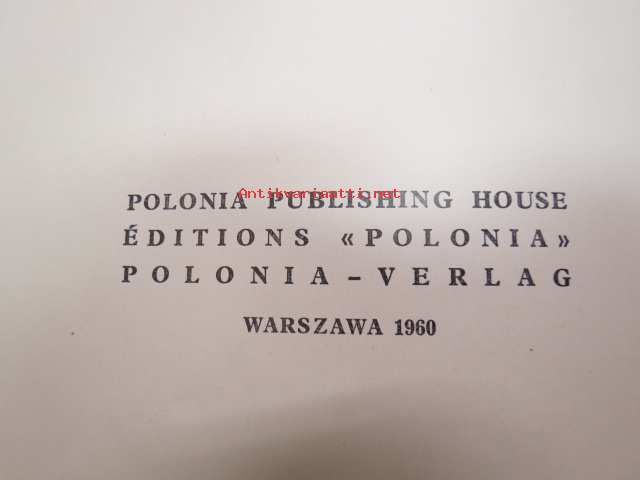 Antikvariaatti.net
POLONIA PUBLISHING HOUSE
ÉDITIONS «POLONIA»
POLONIA – VERLAG
WARSZAWA 1960